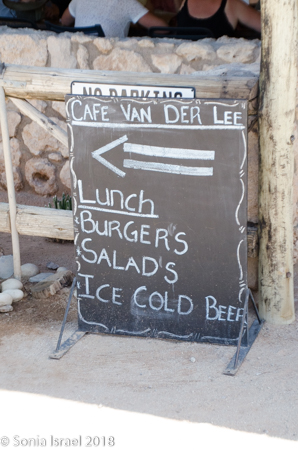 NO PARKING
CAFE VAN DER LEE
Lunch
BURGER'S
SALAD'S
ICE COLD BEER
© Sonia Israel 2018